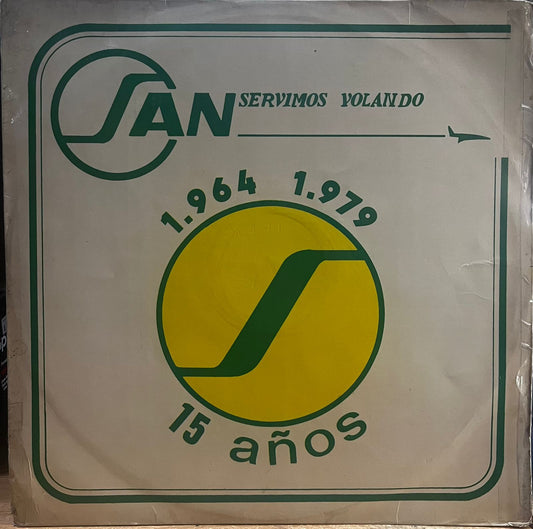 SAN
SERVIMOS VOLANDO
1.964 1.979
15 años